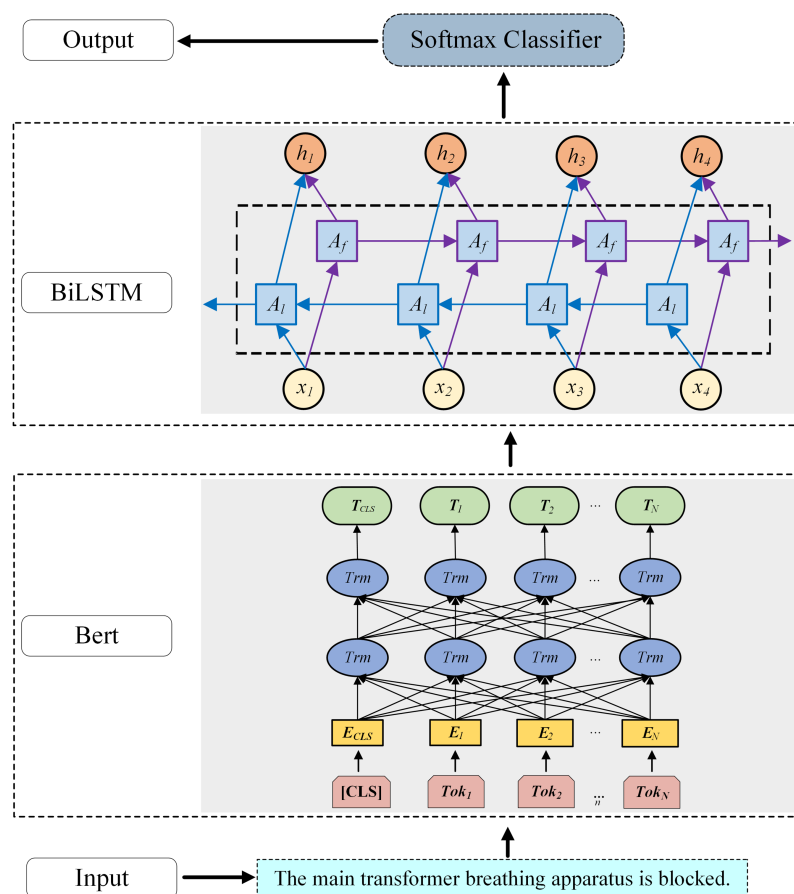 Output
Softmax Classifier
h1 h2 h3 h4
Af Af Af Af
BiLSTM
Al Al Al Al
x1 x2 x3 x4
TCLS T1 T2 ... TN
Trm Trm Trm ... Trm
Bert
Trm Trm Trm ... Trm
ECLS E1 E2 ... EN
[CLS] Tok1 Tok2 ... TokN
n
Input
The main transformer breathing apparatus is blocked.